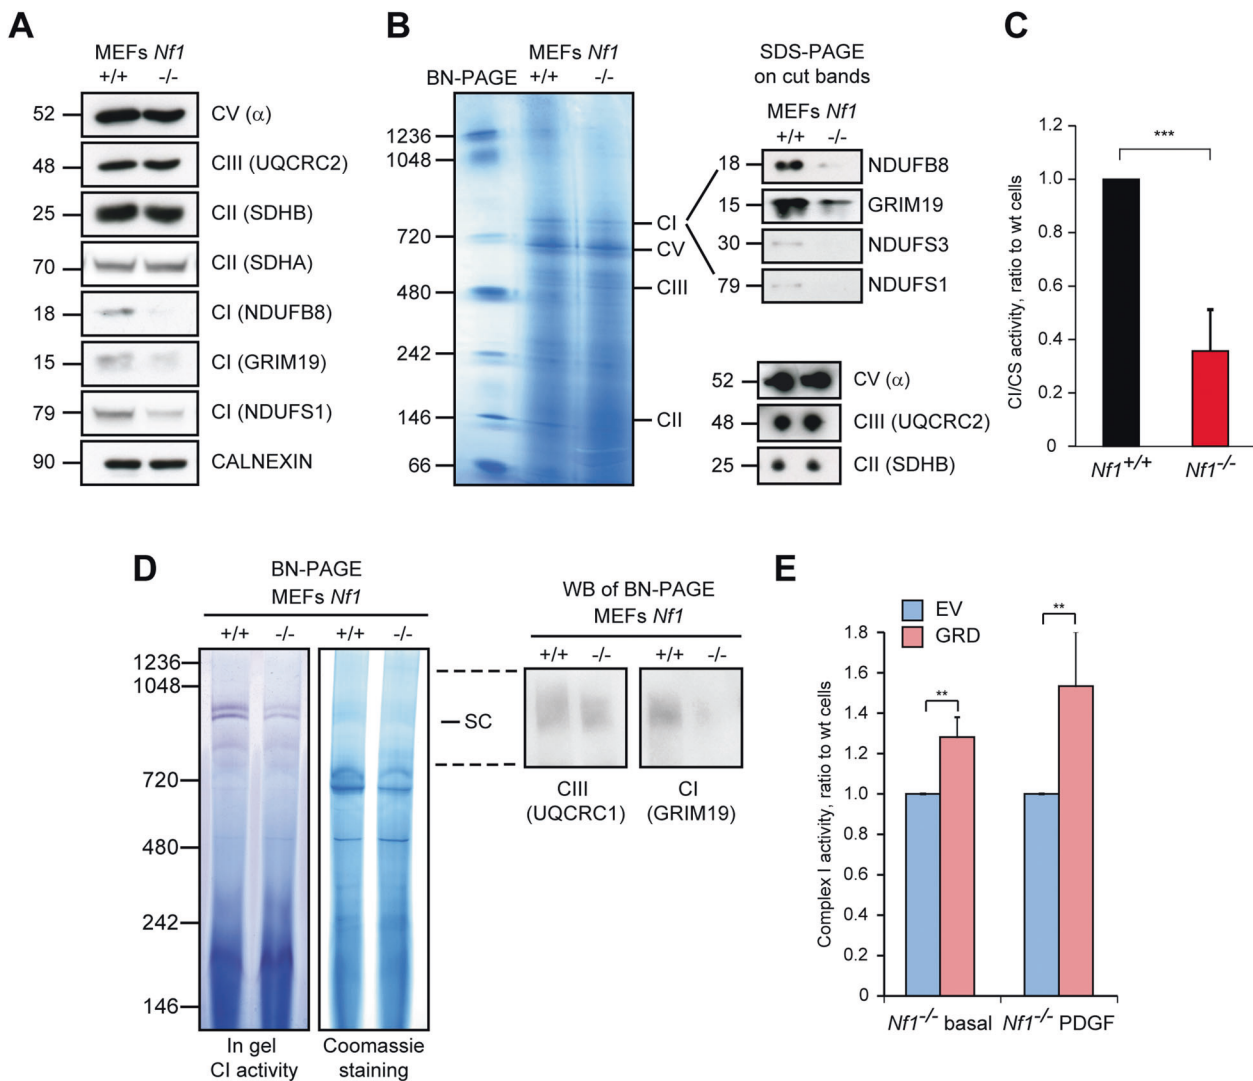 A
MEFs Nf1
+/+ -/-
52 CV (α)
48 CIII (UQCRC2)
25 CII (SDHB)
70 CII (SDHA)
18 CI (NDUFB8)
15 CI (GRIM19)
79 CI (NDUFS1)
90 CALNEXIN
B
MEFs Nf1
BN-PAGE +/+ -/-
1236
1048
720
480
242
146
66
CI
CV
CIII
CII
SDS-PAGE
on cut bands
MEFs Nf1
+/+ -/-
18 NDUFB8
15 GRIM19
30 NDUFS3
79 NDUFS1
52 CV (α)
48 CIII (UQCRC2)
25 CII (SDHB)
C
CI/CS activity, ratio to wt cells
1.2
1.0
0.8
0.6
0.4
0.2
0
***
Nf1+/+ Nf1-/-
D
BN-PAGE
MEFs Nf1
+/+ -/- +/+ -/-
1236
1048
720
480
242
146
In gel
CI activity
Coomassie
staining
SC
WB of BN-PAGE
MEFs Nf1
+/+ -/- +/+ -/-
CIII
(UQCRC1)
CI
(GRIM19)
E
EV
GRD
Complex I activity, ratio to wt cells
1.8
1.6
1.4
1.2
1.0
0.8
0.6
0.4
0.2
0
**
**
Nf1-/- basal Nf1-/- PDGF